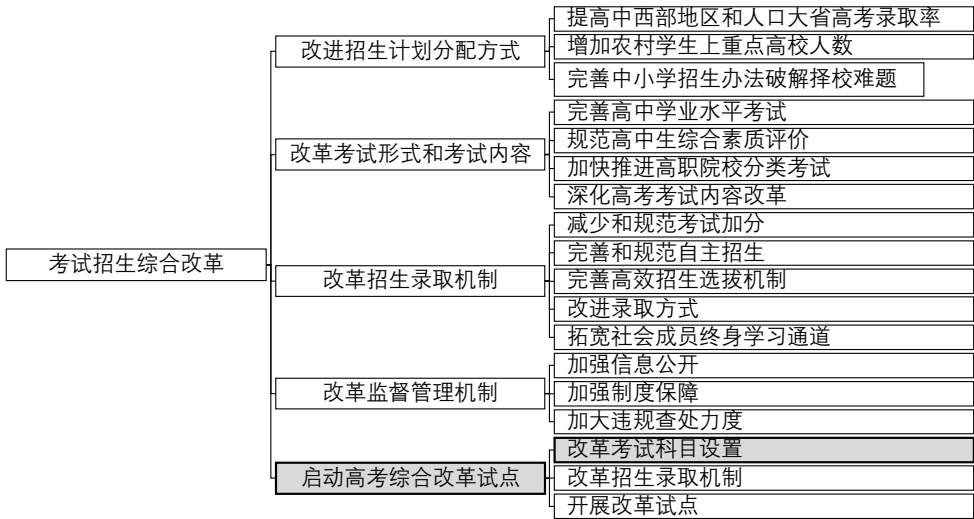 考试招生综合改革
改进招生计划分配方式
提高中西部地区和人口大省高考录取率
增加农村学生上重点高校人数
完善中小学招生办法破解择校难题
改革考试形式和考试内容
完善高中学业水平考试
规范高中生综合素质评价
加快推进高职院校分类考试
深化高考考试内容改革
改革招生录取机制
减少和规范考试加分
完善和规范自主招生
完善高效招生选拔机制
改进录取方式
拓宽社会成员终身学习通道
改革监督管理机制
加强信息公开
加强制度保障
加大违规查处力度
启动高考综合改革试点
改革考试科目设置
改革招生录取机制
开展改革试点